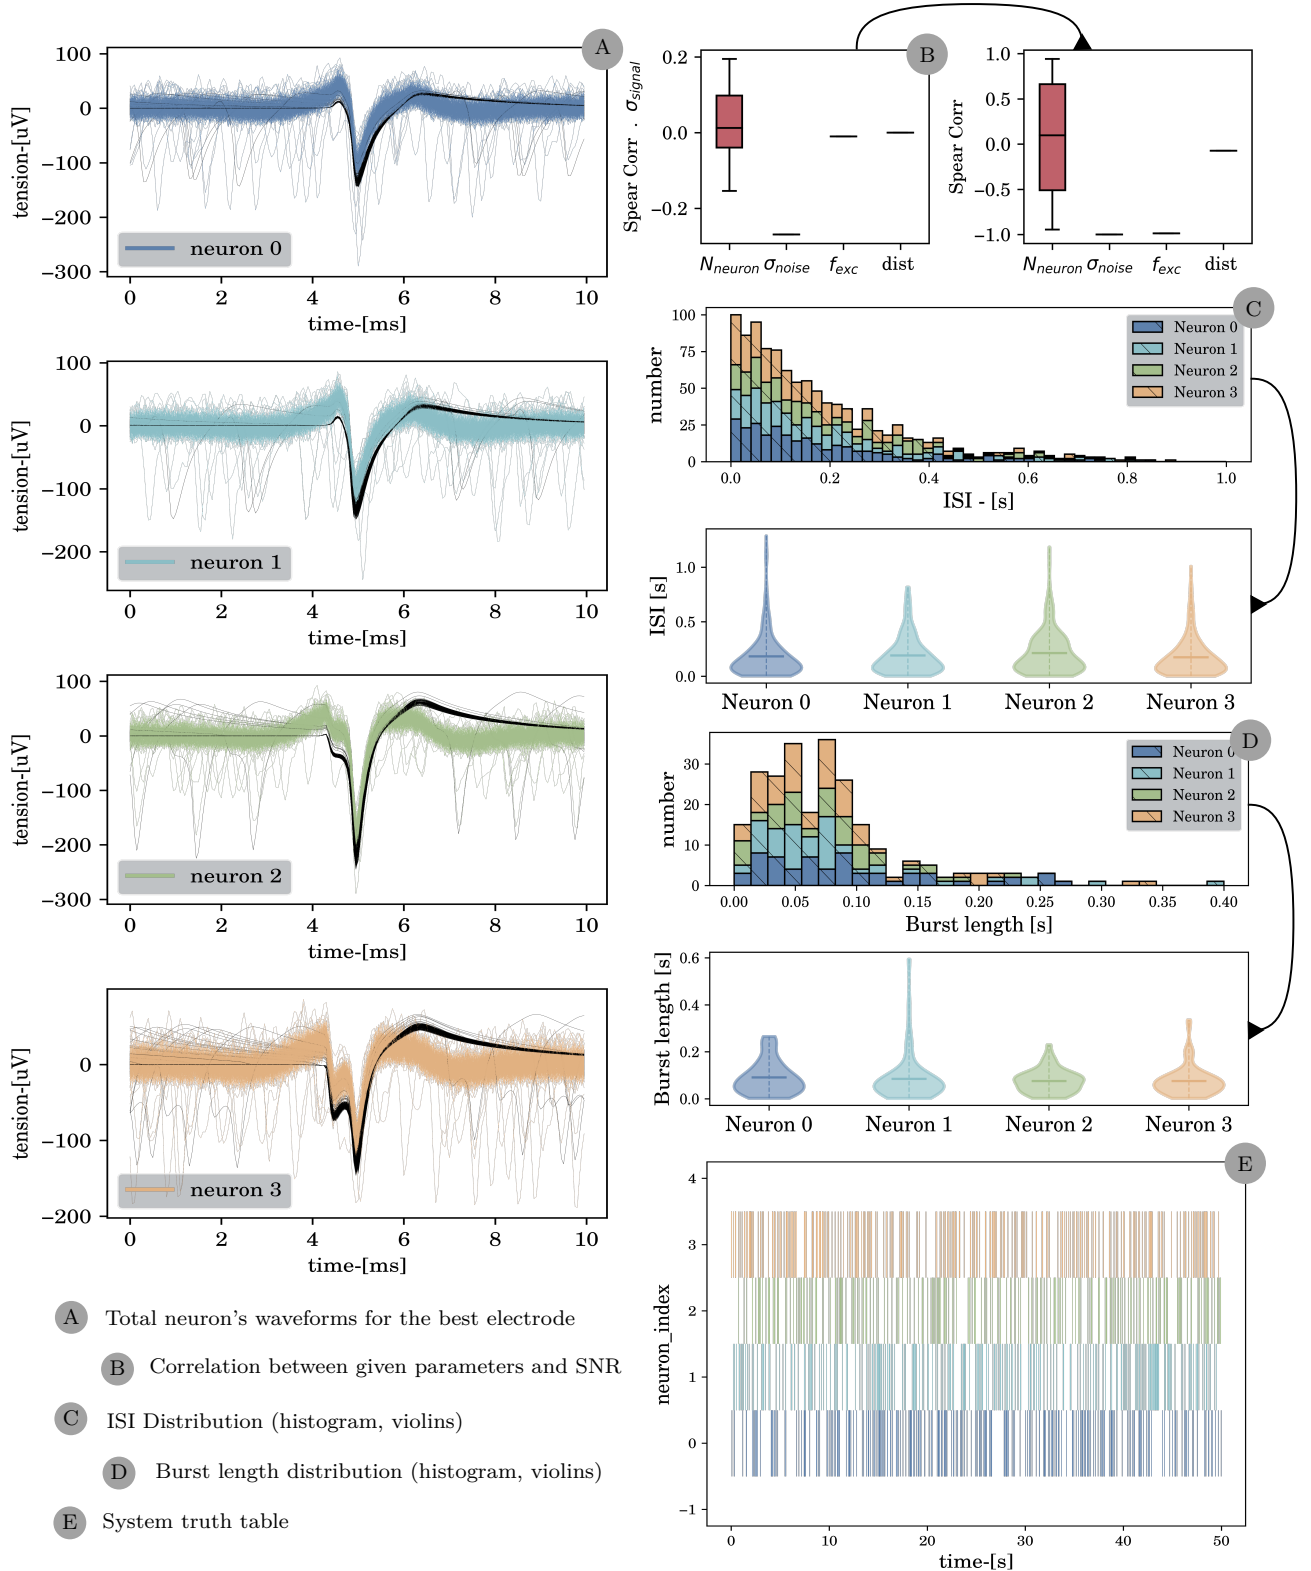 A
100
0
−100
−200
−300
tension-[uV]
neuron 0
0 2 4 6 8 10
time-[ms]
100
0
−100
−200
tension-[uV]
neuron 1
0 2 4 6 8 10
time-[ms]
100
0
−100
−200
−300
tension-[uV]
neuron 2
0 2 4 6 8 10
time-[ms]
0
−100
−200
tension-[uV]
neuron 3
0 2 4 6 8 10
time-[ms]
A Total neuron's waveforms for the best electrode
B Correlation between given parameters and SNR
C ISI Distribution (histogram, violins)
D Burst length distribution (histogram, violins)
E System truth table
B
0.2
0.0
−0.2
Spear Corr . σsignal
Nneuron σnoise fexc dist
1.0
0.5
0.0
−0.5
−1.0
Spear Corr
Nneuron σnoise fexc dist
C
100
75
50
25
0
number
Neuron 0
Neuron 1
Neuron 2
Neuron 3
0.0 0.2 0.4 0.6 0.8 1.0
ISI - [s]
1.0
0.5
0.0
ISI [s]
Neuron 0 Neuron 1 Neuron 2 Neuron 3
D
30
20
10
0
number
Neuron 0
Neuron 1
Neuron 2
Neuron 3
0.00 0.05 0.10 0.15 0.20 0.25 0.30 0.35 0.40
Burst length [s]
0.6
0.4
0.2
0.0
Burst length [s]
Neuron 0 Neuron 1 Neuron 2 Neuron 3
E
4
3
2
1
0
−1
neuron_index
0 10 20 30 40 50
time-[s]